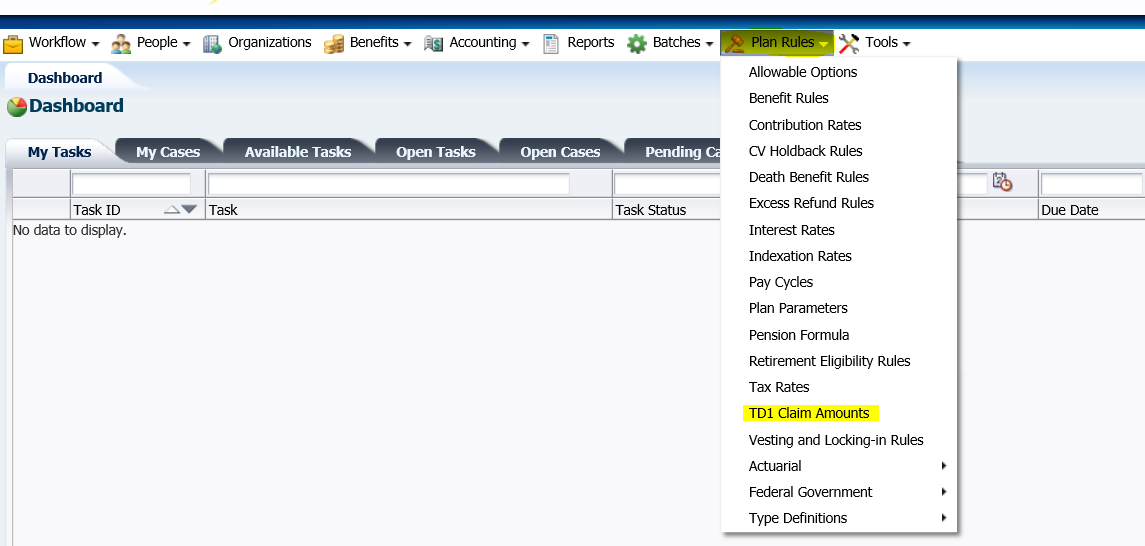 Workflow People Organizations Benefits Accounting Reports Batches Plan Rules Tools
Dashboard
Dashboard
My Tasks My Cases Available Tasks Open Tasks Open Cases Pending Ca
Task ID Task Task Status Due Date
No data to display.
Allowable Options
Benefit Rules
Contribution Rates
CV Holdback Rules
Death Benefit Rules
Excess Refund Rules
Interest Rates
Indexation Rates
Pay Cycles
Plan Parameters
Pension Formula
Retirement Eligibility Rules
Tax Rates
TD1 Claim Amounts
Vesting and Locking-in Rules
Actuarial
Federal Government
Type Definitions